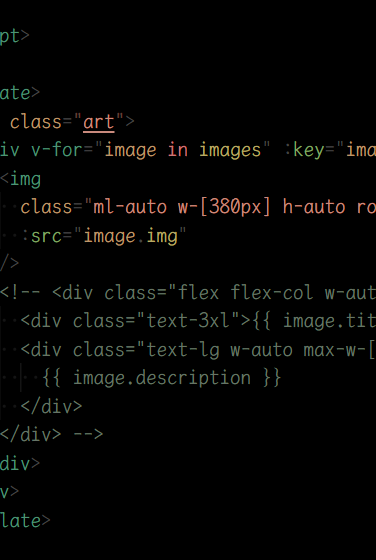 pt>
ate>
class="art">
iv v-for="image in images" :key="ima
<img
class="ml-auto w-[380px] h-auto ro
:src="image.img"
/>
<!-- <div class="flex flex-col w-aut
<div class="text-3xl">{{ image.tit
<div class="text-lg w-auto max-w-[
{{ image.description }}
</div>
</div> -->
div>
v>
late>